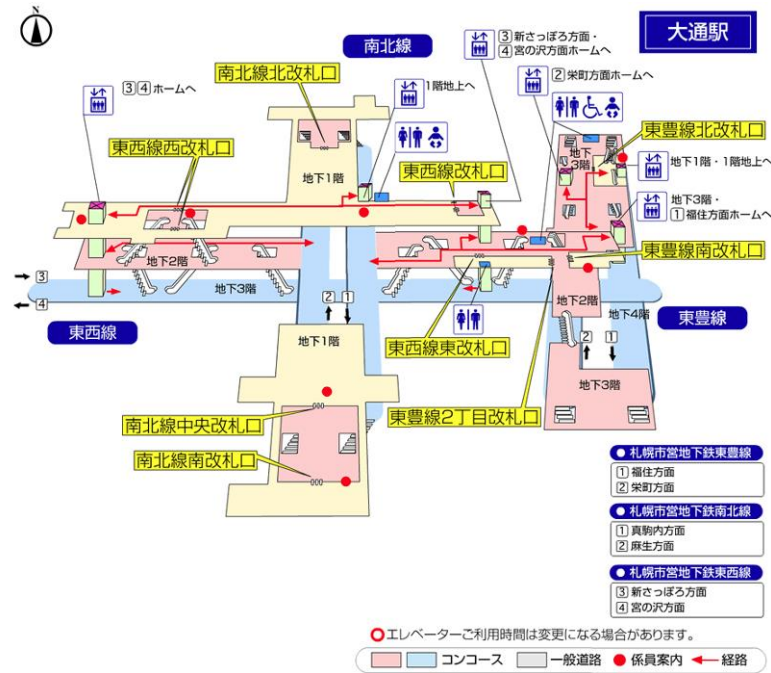 N
大通駅
南北線
③新さっぽろ方面・
④宮の沢方面ホームへ
③④ホームへ
南北線北改札口
1階地上へ
②栄町方面ホームへ
東西線西改札口
東西線改札口
東豊線北改札口
地下1階
地下3階
地下1階・1階地上へ
地下3階・
①福住方面ホームへ
地下2階
東豊線南改札口
3
地下3階
4
2
1
地下2階
地下4階
東西線
地下1階
東西線東改札口
東豊線
2
1
地下3階
南北線中央改札口
東豊線2丁目改札口
南北線南改札口
札幌市営地下鉄東豊線
1 福住方面
2 栄町方面
札幌市営地下鉄南北線
1 真駒内方面
2 麻生方面
札幌市営地下鉄東西線
3 新さっぽろ方面
4 宮の沢方面
エレベーターご利用時間は変更になる場合があります。
コンコース 一般道路 係員案内 経路